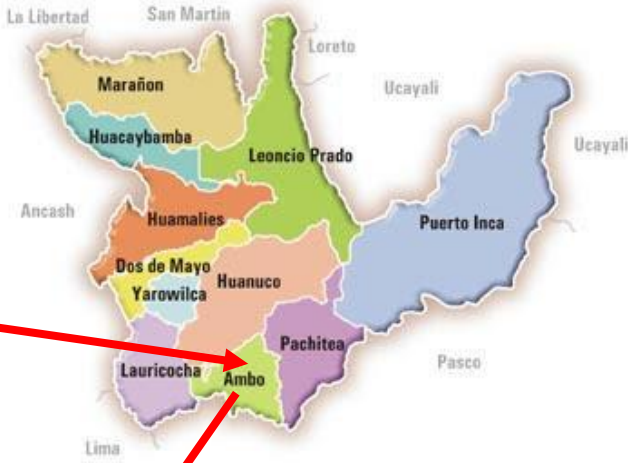 La Libertad
San Martin
Loreto
Marañon
Ucayali
Huacaybamba
Leoncio Prado
Ucayali
Ancash
Huamalies
Puerto Inca
Dos de Mayo
Huanuco
Yarowilca
Pachitea
Lauricocha
Ambo
Pasco
Lima